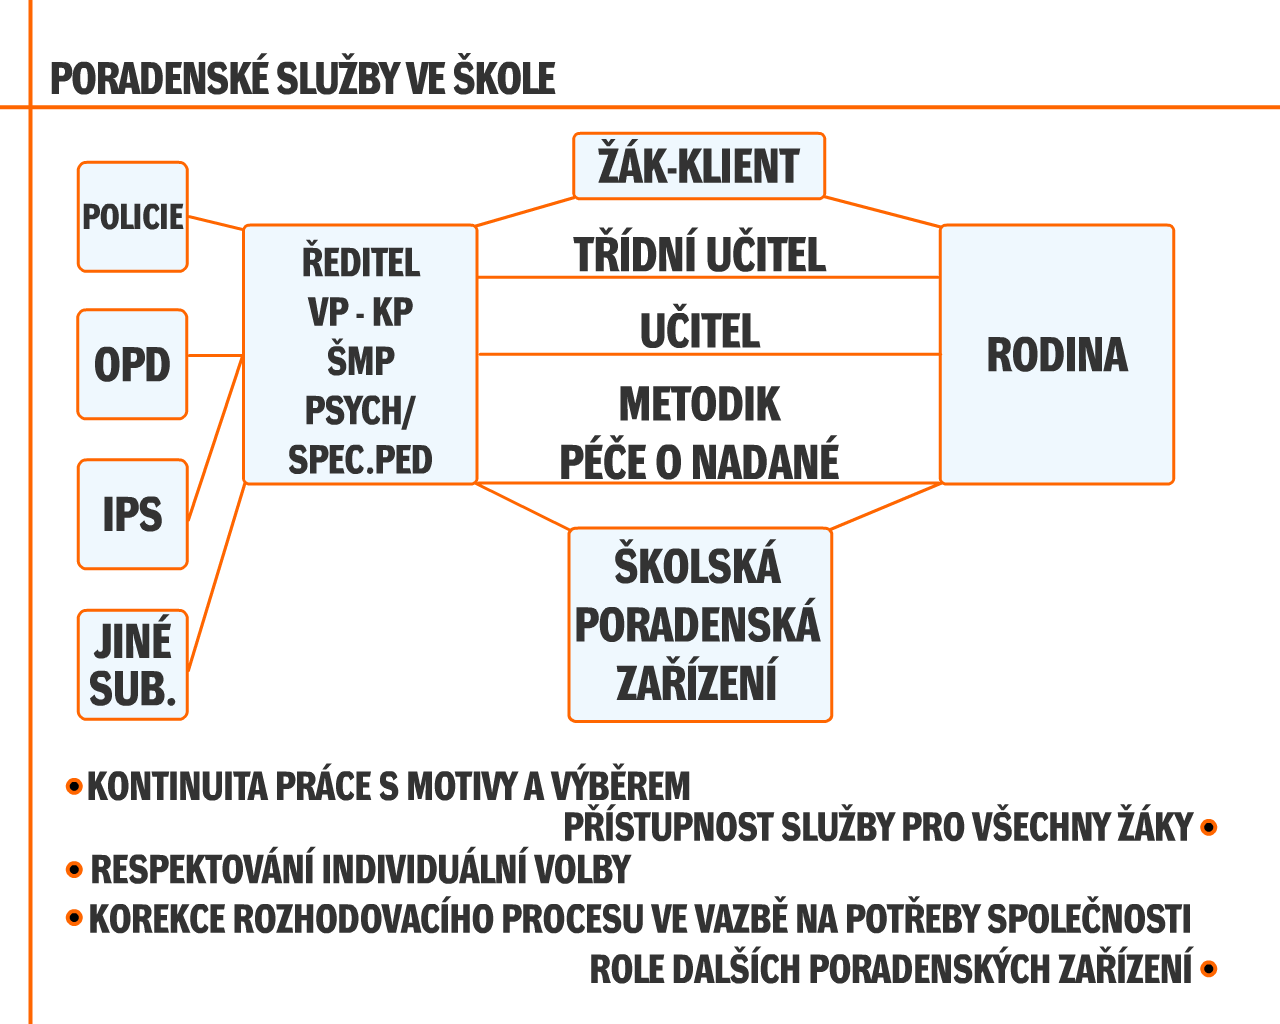 PORADENSKÉ SLUŽBY VE ŠKOLE
ŽÁK-KLIENT
POLICIE
OPD
IPS
JINÉ
SUB.
ŘEDITEL
VP - KP
ŠMP
PSYCH/
SPEC.PED
TŘÍDNÍ UČITEL
UČITEL
METODIK
PÉČE O NADANÉ
RODINA
ŠKOLSKÁ
PORADENSKÁ
ZAŘÍZENÍ
KONTINUITA PRÁCE S MOTIVY A VÝBĚREM
PŘÍSTUPNOST SLUŽBY PRO VŠECHNY ŽÁKY
RESPEKTOVÁNÍ INDIVIDUÁLNÍ VOLBY
KOREKCE ROZHODOVACÍHO PROCESU VE VAZBĚ NA POTŘEBY SPOLEČNOSTI
ROLE DALŠÍCH PORADENSKÝCH ZAŘÍZENÍ